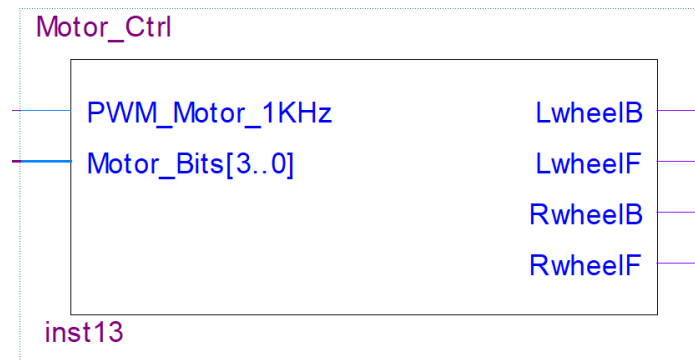 Motor_Ctrl
PWM_Motor_1KHz LwheelB
Motor_Bits[3..0] LwheelF
RwheelB
RwheelF
inst13